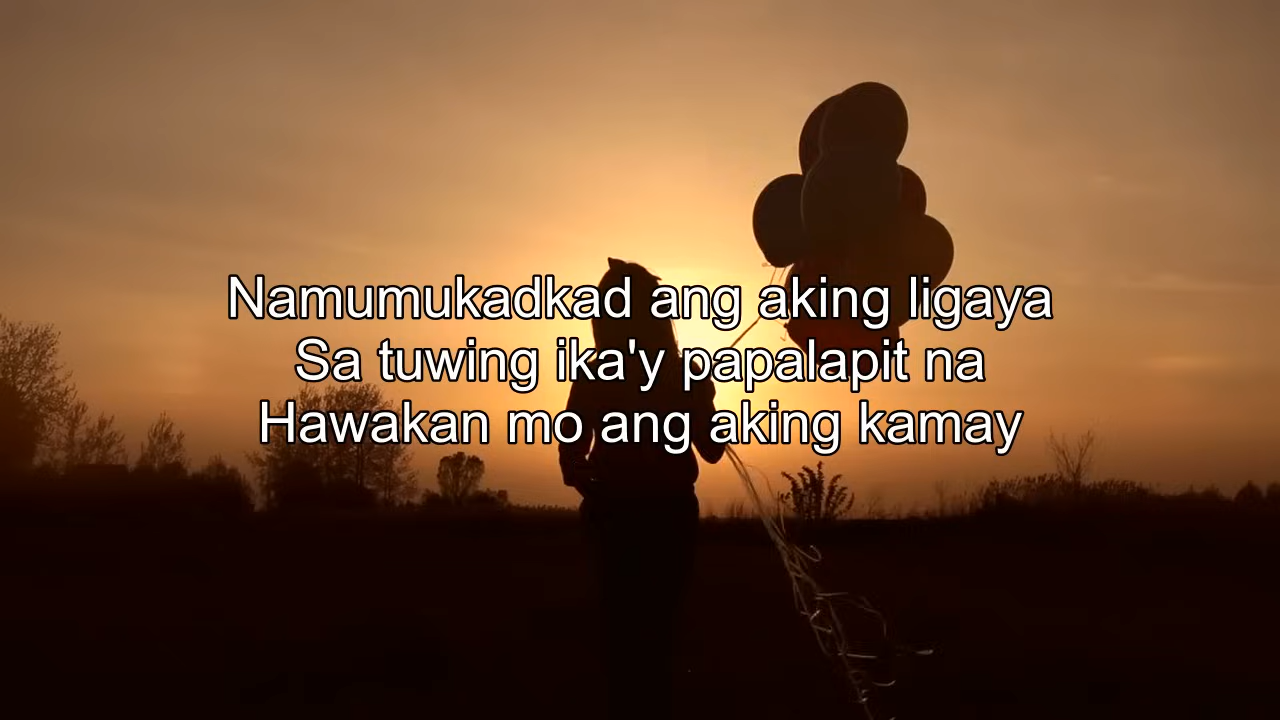 Namumukadkad ang aking ligaya
Sa tuwing ika'y papalapit na
Hawakan mo ang aking kamay